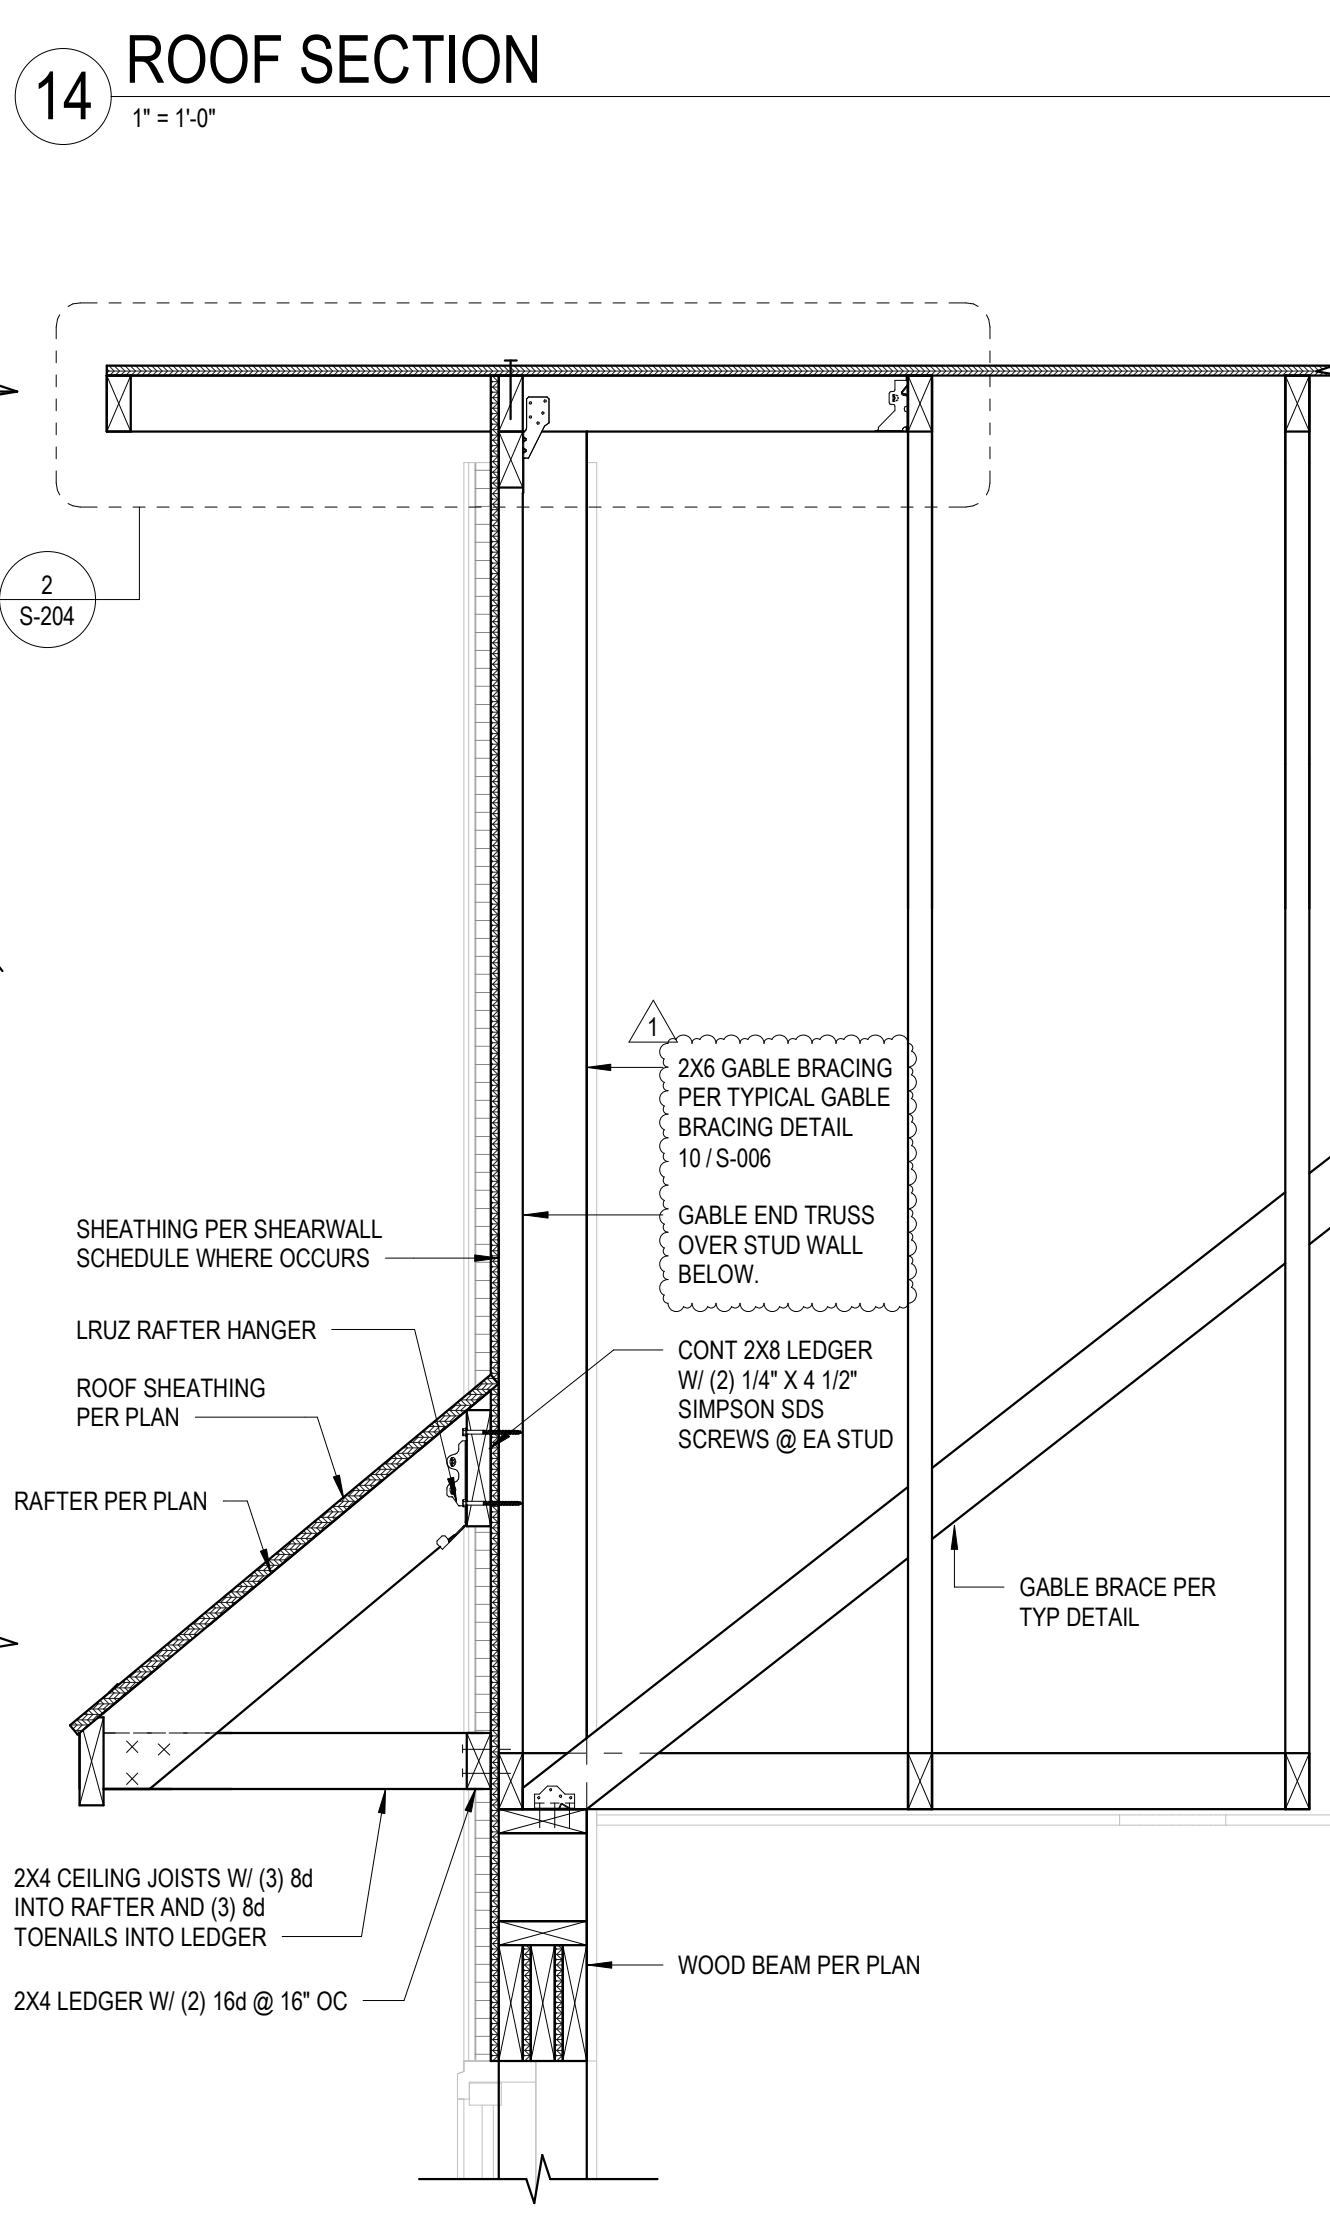 14
ROOF SECTION
1" = 1'-0"
2
S-204
1
2X6 GABLE BRACING
PER TYPICAL GABLE
BRACING DETAIL
10 / S-006
GABLE END TRUSS
OVER STUD WALL
BELOW.
SHEATHING PER SHEARWALL
SCHEDULE WHERE OCCURS
LRUZ RAFTER HANGER
CONT 2X8 LEDGER
W/ (2) 1/4" X 4 1/2"
SIMPSON SDS
SCREWS @ EA STUD
ROOF SHEATHING
PER PLAN
RAFTER PER PLAN
GABLE BRACE PER
TYP DETAIL
2X4 CEILING JOISTS W/ (3) 8d
INTO RAFTER AND (3) 8d
TOENAILS INTO LEDGER
WOOD BEAM PER PLAN
2X4 LEDGER W/ (2) 16d @ 16" OC